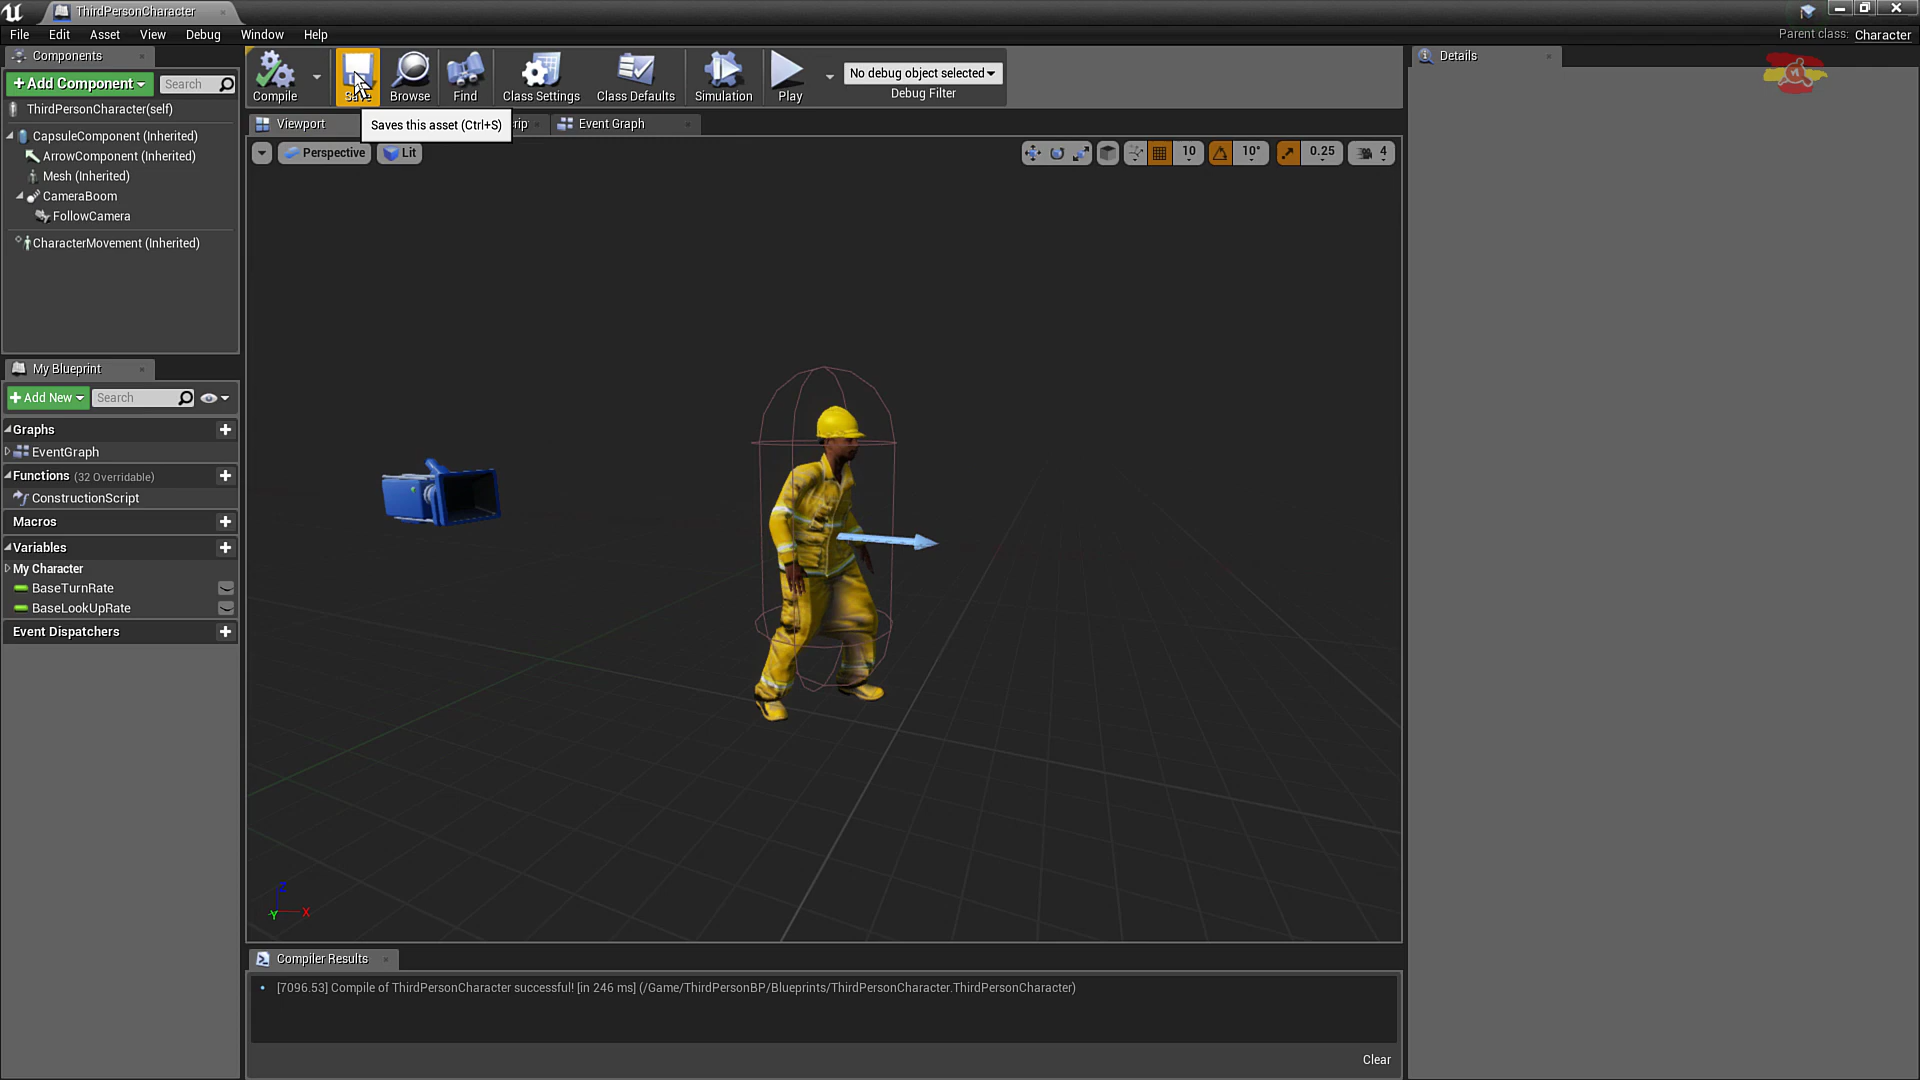 ThirdPersonCharacter
File Edit Asset View Debug Window Help
Parent class: Character
Components
+ Add Component Search
ThirdPersonCharacter(self)
CapsuleComponent (Inherited)
ArrowComponent (Inherited)
Mesh (Inherited)
CameraBoom
FollowCamera
CharacterMovement (Inherited)
My Blueprint
+ Add New Search
Graphs
EventGraph
Functions (32 Overridable)
ConstructionScript
Macros
Variables
My Character
BaseTurnRate
BaseLookUpRate
Event Dispatchers
Compile Save Browse Find Class Settings Class Defaults Simulation Play
No debug object selected
Debug Filter
Saves this asset (Ctrl+S)
Viewport Event Graph
Perspective Lit
10 10° 0.25 4
Z
Y X
Compiler Results
[7096.53] Compile of ThirdPersonCharacter successful! [in 246 ms] (/Game/ThirdPersonBP/Blueprints/ThirdPersonCharacter.ThirdPersonCharacter)
Clear
Details